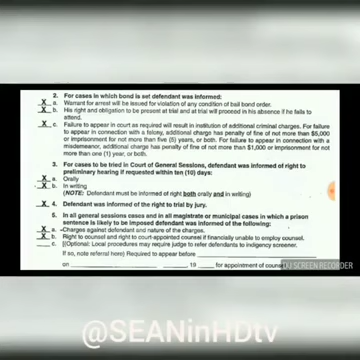 2. For cases in which bond is set defendant was informed:
X a. Warrant for arrest will be issued for violation of any condition of bail bond order.
X b. His right and obligation to be present at trial and at trial will proceed in his absence if he fails to
attend.
X c. Failure to appear in court as required will result in institution of additional criminal charges. For failure
to appear in connection with a felony, additional charge has penalty of fine of not more than $5,000
or imprisonment for not more than five (5) years, or both. For failure to appear in connection with a
misdemeanor, additional charge has penalty of fine of not more than $1,000 or imprisonment for not
more than one (1) year, or both.
3. For cases to be tried in Court of General Sessions, defendant was informed of right to
preliminary hearing if requested within ten (10) days:
X a. Orally
X b. In writing
(NOTE: Defendant must be informed of right both orally and in writing)
X 4. Defendant was informed of the right to trial by jury.
5. In all general sessions cases and in all magistrate or municipal cases in which a prison
sentence is likely to be imposed defendant was informed of the following:
X a. Charges against defendant and nature of the charges.
X b. Right to counsel and right to court-appointed counsel if financially unable to employ counsel.
c. [(Optional: Local procedures may require judge to refer defendants to indigency screener.
If so, note referral here) Required to appear before
on 19 for appointment of
DU SCREEN RECORDER
@SEANinHDtv